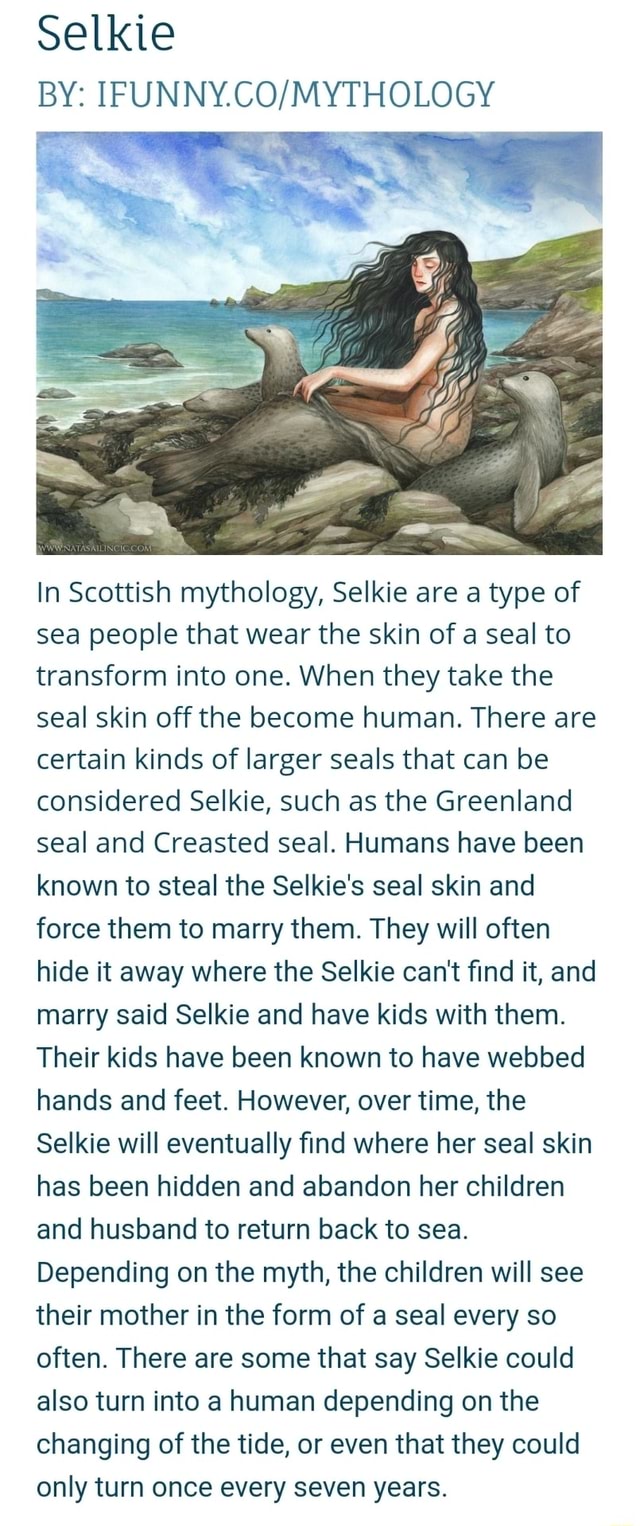 Selkie
BY: IFUNNY.CO/MYTHOLOGY
WWW.NATASAILINCIC.COM
In Scottish mythology, Selkie are a type of
sea people that wear the skin of a seal to
transform into one. When they take the
seal skin off the become human. There are
certain kinds of larger seals that can be
considered Selkie, such as the Greenland
seal and Creasted seal. Humans have been
known to steal the Selkie's seal skin and
force them to marry them. They will often
hide it away where the Selkie can't find it, and
marry said Selkie and have kids with them.
Their kids have been known to have webbed
hands and feet. However, over time, the
Selkie will eventually find where her seal skin
has been hidden and abandon her children
and husband to return back to sea.
Depending on the myth, the children will see
their mother in the form of a seal every so
often. There are some that say Selkie could
also turn into a human depending on the
changing of the tide, or even that they could
only turn once every seven years.